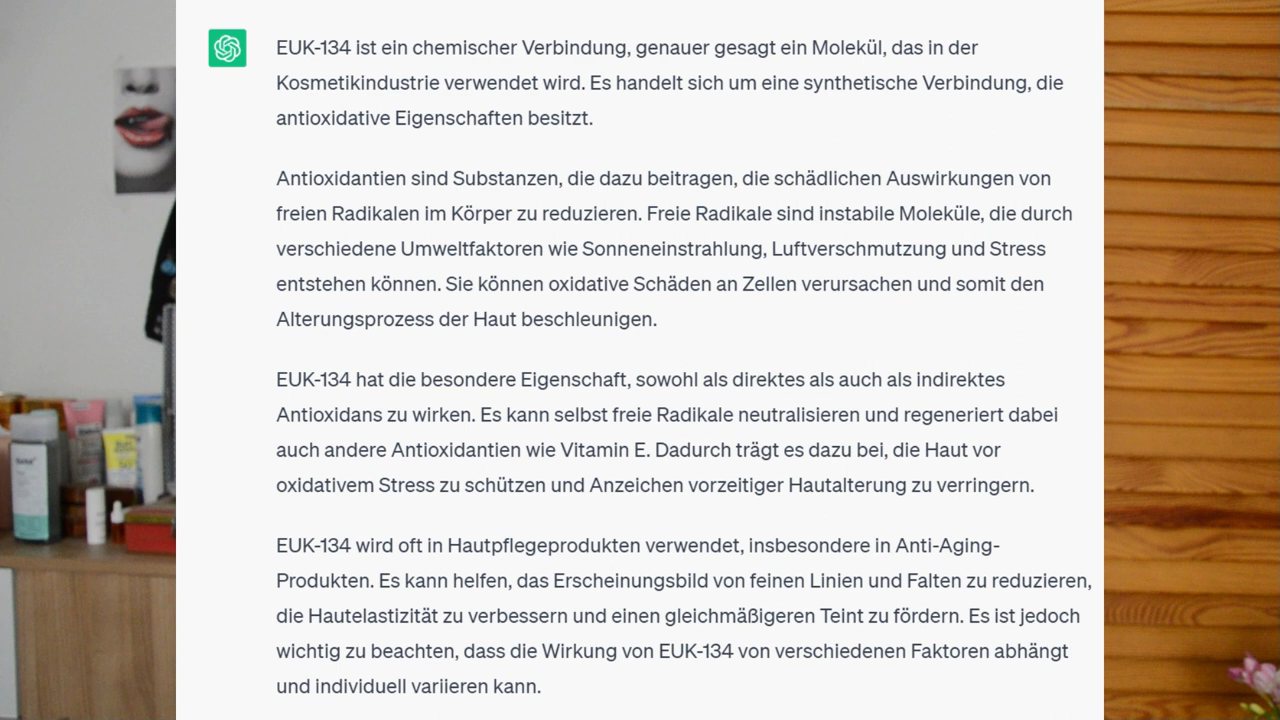 EUK-134 ist ein chemischer Verbindung, genauer gesagt ein Molekül, das in der
Kosmetikindustrie verwendet wird. Es handelt sich um eine synthetische Verbindung, die
antioxidative Eigenschaften besitzt.
Antioxidantien sind Substanzen, die dazu beitragen, die schädlichen Auswirkungen von
freien Radikalen im Körper zu reduzieren. Freie Radikale sind instabile Moleküle, die durch
verschiedene Umweltfaktoren wie Sonneneinstrahlung, Luftverschmutzung und Stress
entstehen können. Sie können oxidative Schäden an Zellen verursachen und somit den
Alterungsprozess der Haut beschleunigen.
EUK-134 hat die besondere Eigenschaft, sowohl als direktes als auch als indirektes
Antioxidans zu wirken. Es kann selbst freie Radikale neutralisieren und regeneriert dabei
auch andere Antioxidantien wie Vitamin E. Dadurch trägt es dazu bei, die Haut vor
oxidativem Stress zu schützen und Anzeichen vorzeitiger Hautalterung zu verringern.
EUK-134 wird oft in Hautpflegeprodukten verwendet, insbesondere in Anti-Aging-
Produkten. Es kann helfen, das Erscheinungsbild von feinen Linien und Falten zu reduzieren,
die Hautelastizität zu verbessern und einen gleichmäßigeren Teint zu fördern. Es ist jedoch
wichtig zu beachten, dass die Wirkung von EUK-134 von verschiedenen Faktoren abhängt
und individuell variieren kann.